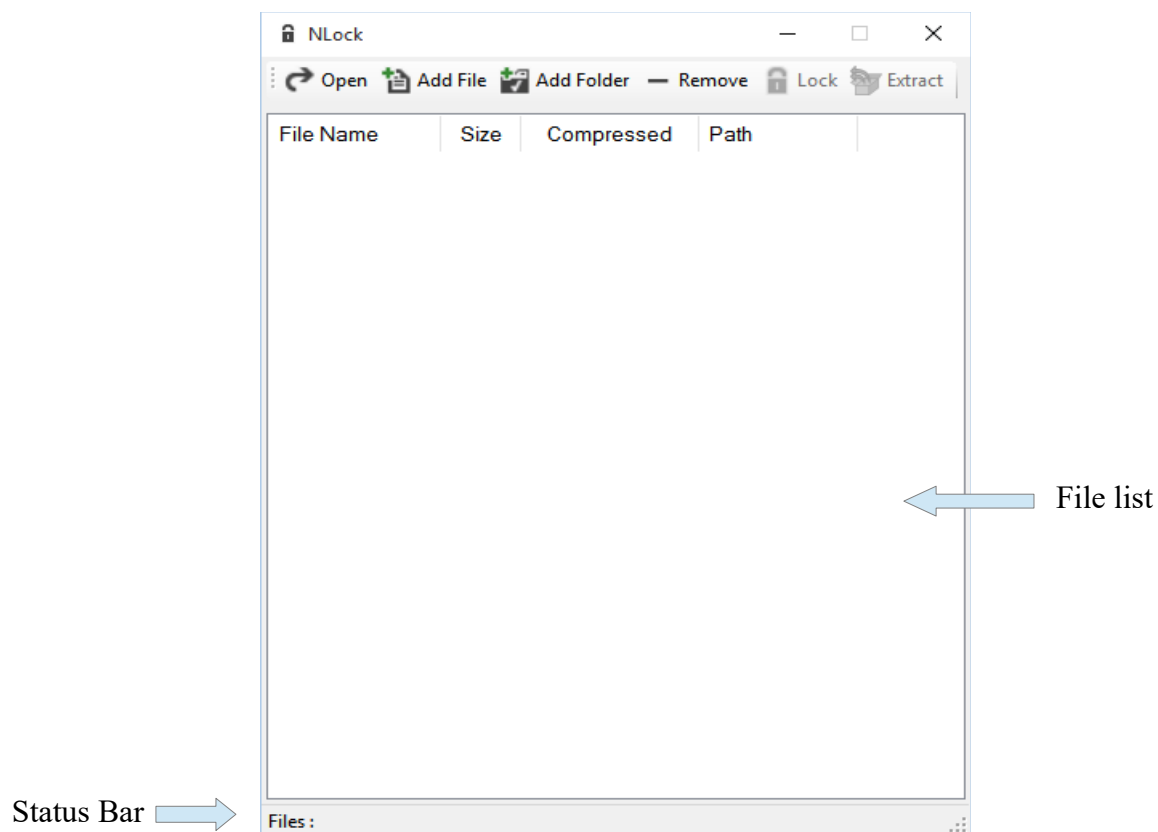 NLock
Open Add File Add Folder Remove Lock Extract
File Name Size Compressed Path
File list
Status Bar
Files :